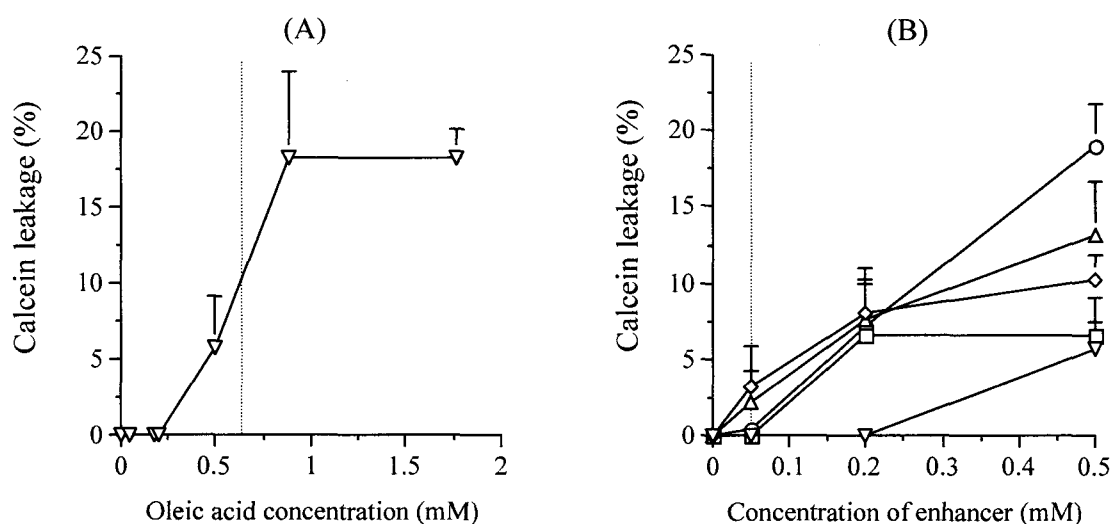 (A)
25
20
15
10
5
0
Calcein leakage (%)
0 0.5 1 1.5 2
Oleic acid concentration (mM)
(B)
25
20
15
10
5
0
Calcein leakage (%)
0 0.1 0.2 0.3 0.4 0.5
Concentration of enhancer (mM)